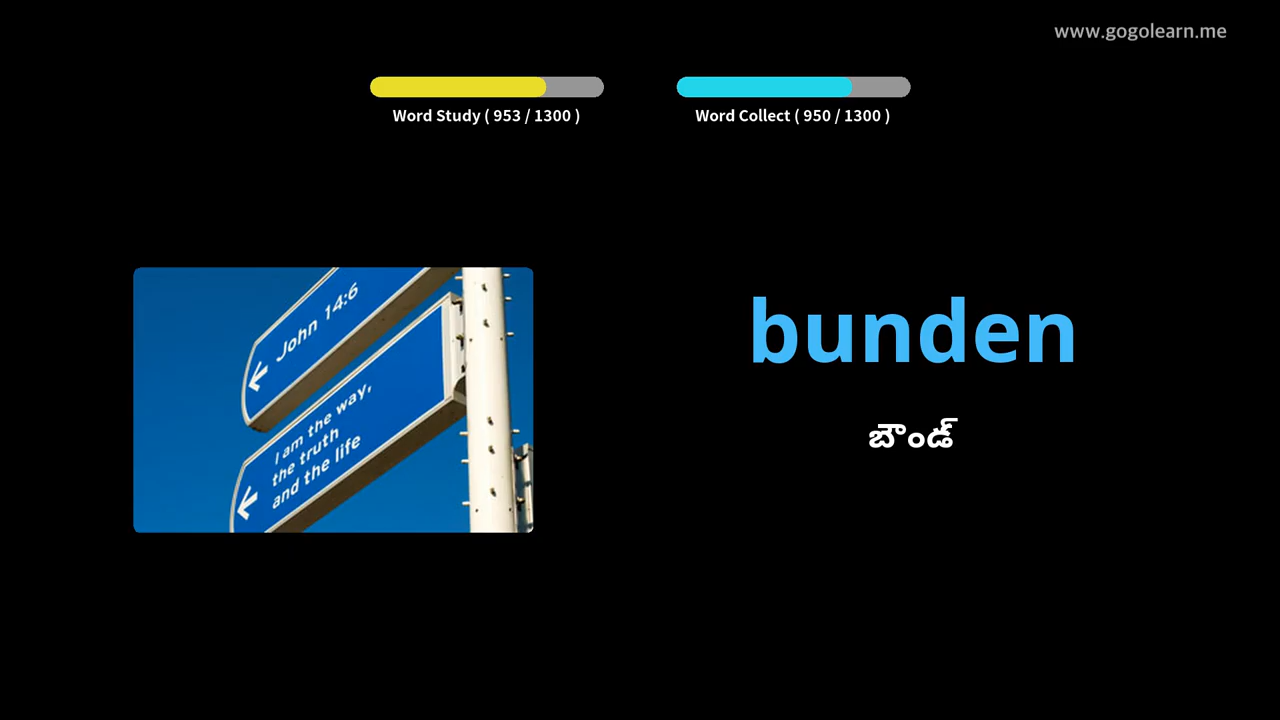 www.gogolearn.me
Word Study ( 953 / 1300 )
Word Collect ( 950 / 1300 )
John 14:6
I am the way,
the truth
and the life
bunden
బౌండ్